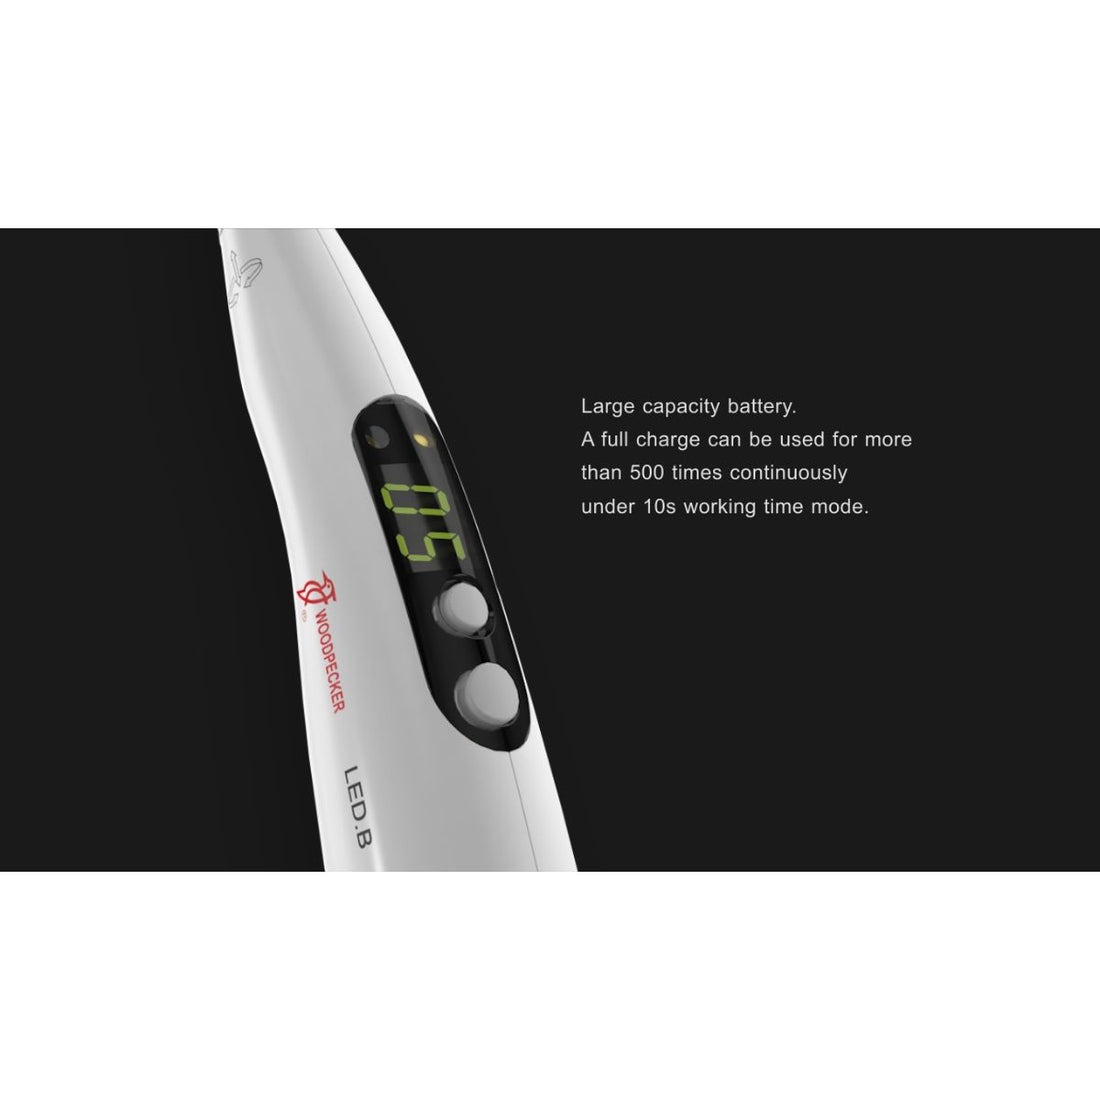 Large capacity battery.
A full charge can be used for more
than 500 times continuously
under 10s working time mode.
05
WOODPECKER
®
LED.B